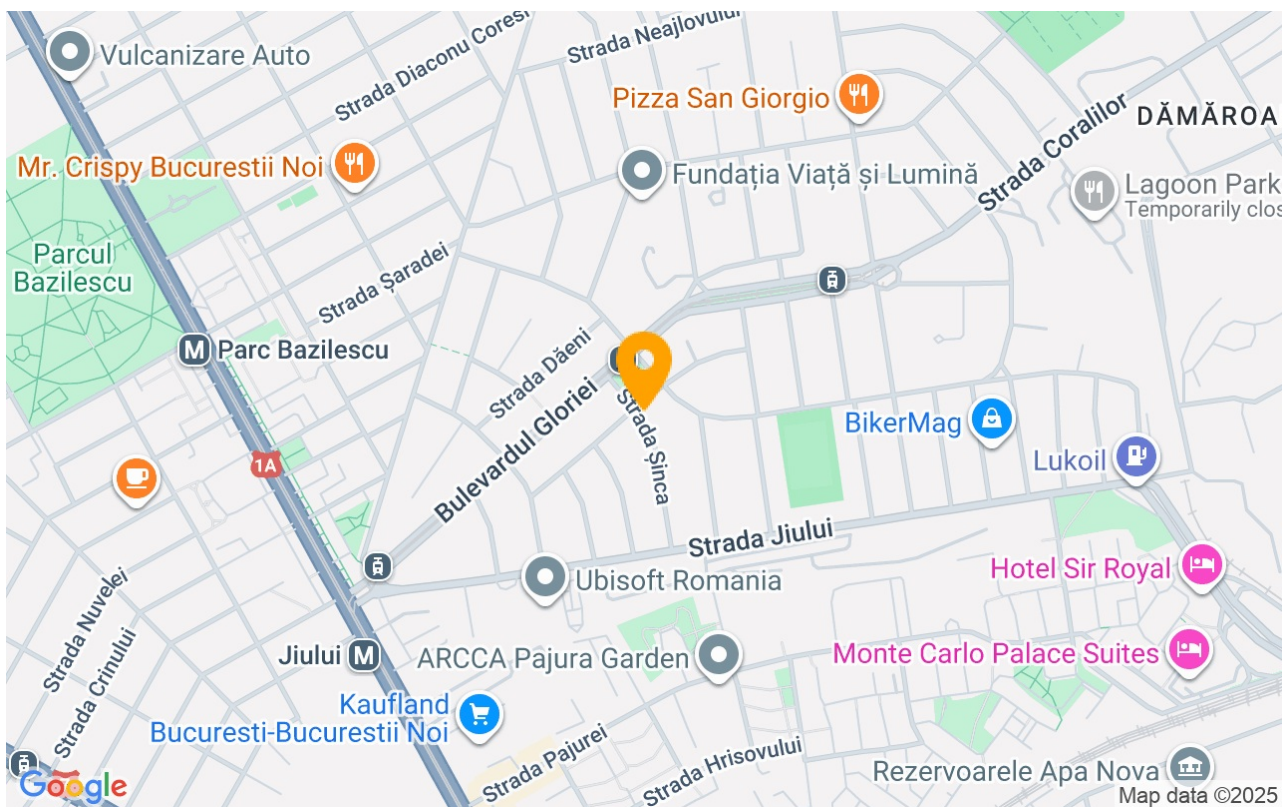 Vulcanizare Auto
Strada Diaconu Coresi
Strada Neajlovului
Pizza San Giorgio
DĂMĂROA
Mr. Crispy Bucurestii Noi
Fundația Viață și Lumină
Strada Coralilor
Lagoon Park
Temporarily clos
Parcul
Bazilescu
Strada Șaradei
M Parc Bazilescu
Strada Dăeni
Bulevardul Gloriei
Strada Șinca
BikerMag
1A
Lukoil
Strada Jiului
Hotel Sir Royal
Ubisoft Romania
Strada Nuvelei
Strada Crinului
Jiului M
ARCCA Pajura Garden
Monte Carlo Palace Suites
Kaufland
Bucuresti-Bucurestii Noi
Strada Pajurei
Strada Hrisovului
Rezervoarele Apa Nova
Google
Map data ©2025